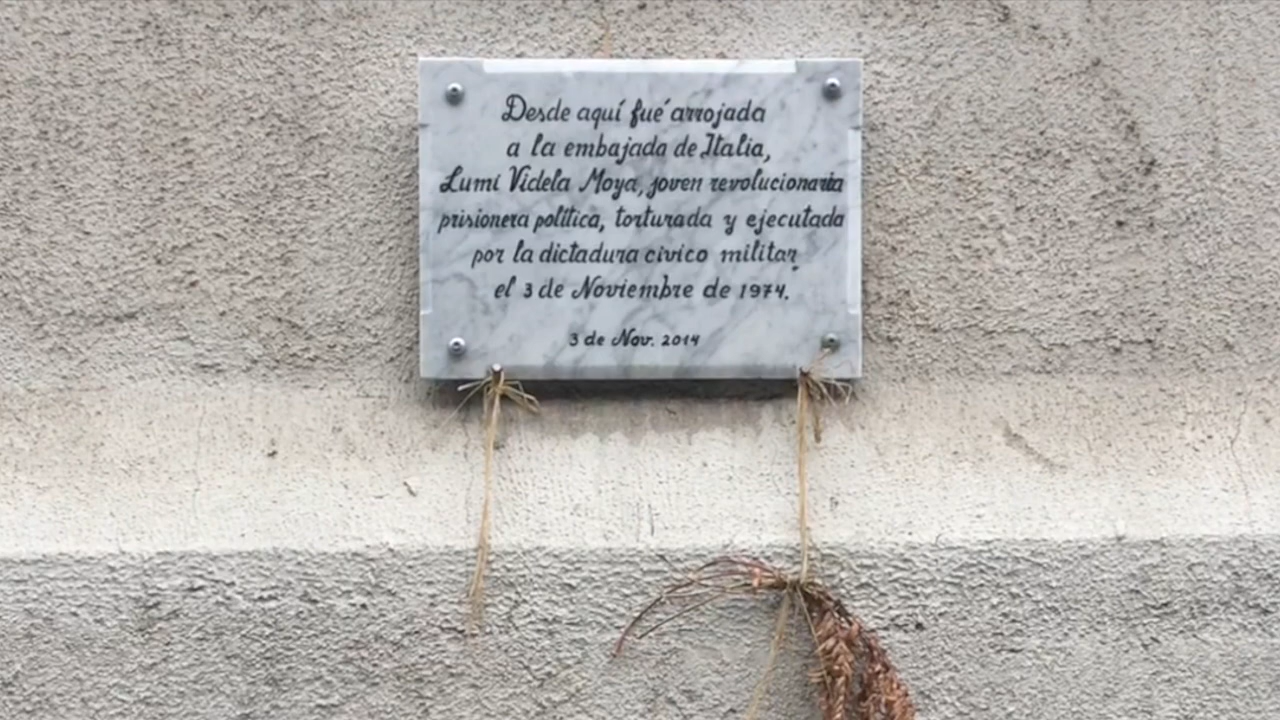 Desde aquí fué arrojada
a la embajada de Italia,
Lumi Videla Moya, joven revolucionaria
prisionera política, torturada y ejecutada
por la dictadura cívico militar,
el 3 de Noviembre de 1974.
3 de Nov. 2014